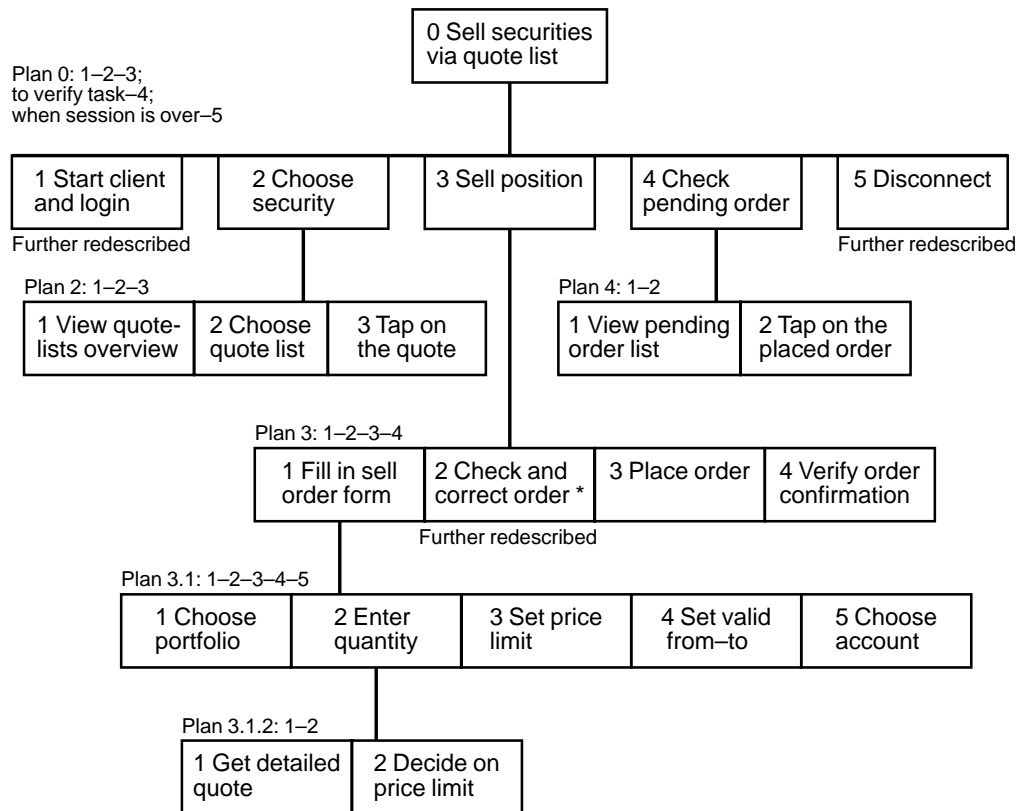 0 Sell securities
via quote list
Plan 0: 1–2–3;
to verify task–4;
when session is over–5
1 Start client
and login
2 Choose
security
3 Sell position
4 Check
pending order
5 Disconnect
Further redescribed
Further redescribed
Plan 2: 1–2–3
1 View quote-
lists overview
2 Choose
quote list
3 Tap on
the quote
Plan 4: 1–2
1 View pending
order list
2 Tap on the
placed order
Plan 3: 1–2–3–4
1 Fill in sell
order form
2 Check and
correct order *
3 Place order
4 Verify order
confirmation
Further redescribed
Plan 3.1: 1–2–3–4–5
1 Choose
portfolio
2 Enter
quantity
3 Set price
limit
4 Set valid
from–to
5 Choose
account
Plan 3.1.2: 1–2
1 Get detailed
quote
2 Decide on
price limit